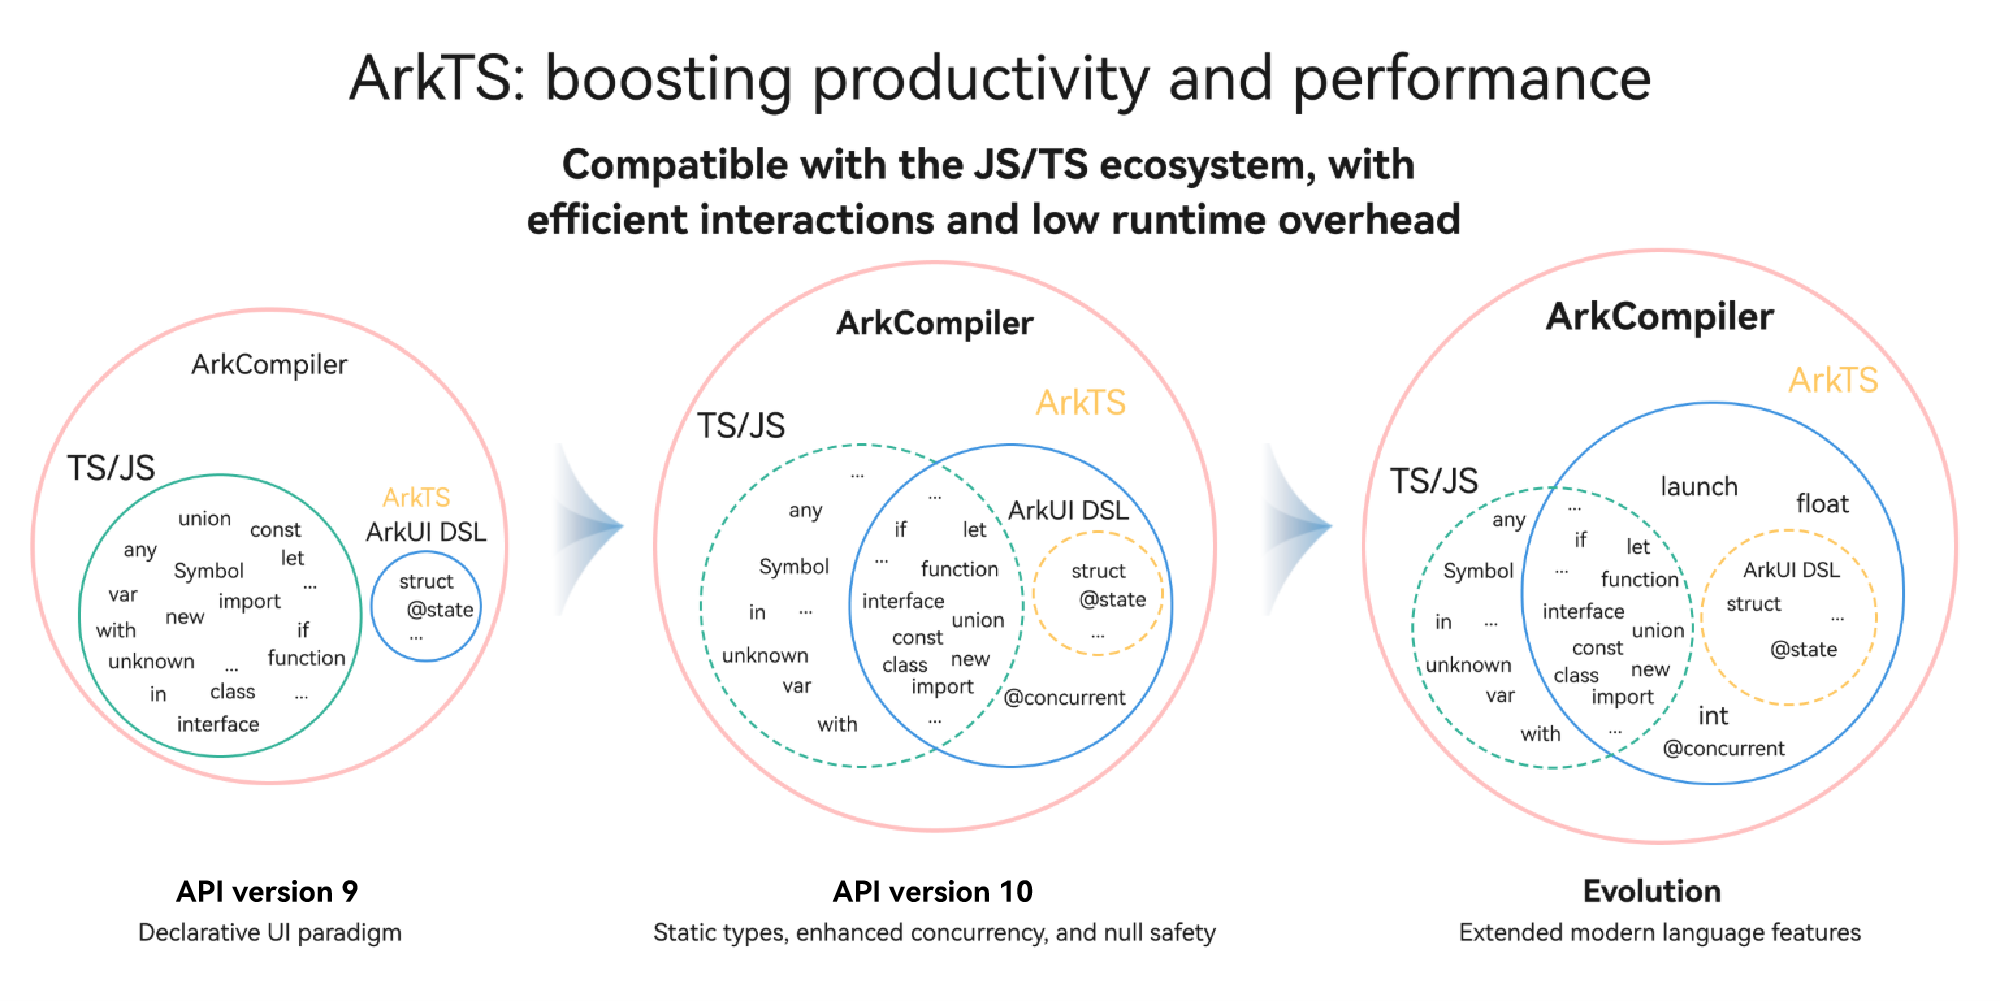 ArkTS: boosting productivity and performance
Compatible with the JS/TS ecosystem, with
efficient interactions and low runtime overhead
ArkCompiler
TS/JS
ArkTS
ArkUI DSL
union
const
any
let
Symbol
...
var
import
new
with
if
unknown
...
function
in
class
...
interface
struct
@state
...
API version 9
Declarative UI paradigm
ArkCompiler
TS/JS
ArkTS
...
any
Symbol
in
...
unknown
var
with
...
if
let
...
function
interface
union
const
class
new
import
...
ArkUI DSL
struct
@state
...
@concurrent
API version 10
Static types, enhanced concurrency, and null safety
ArkCompiler
TS/JS
ArkTS
any
Symbol
in
...
unknown
var
with
...
if
let
...
function
interface
union
const
class
new
import
...
launch
float
ArkUI DSL
struct
...
@state
int
@concurrent
Evolution
Extended modern language features